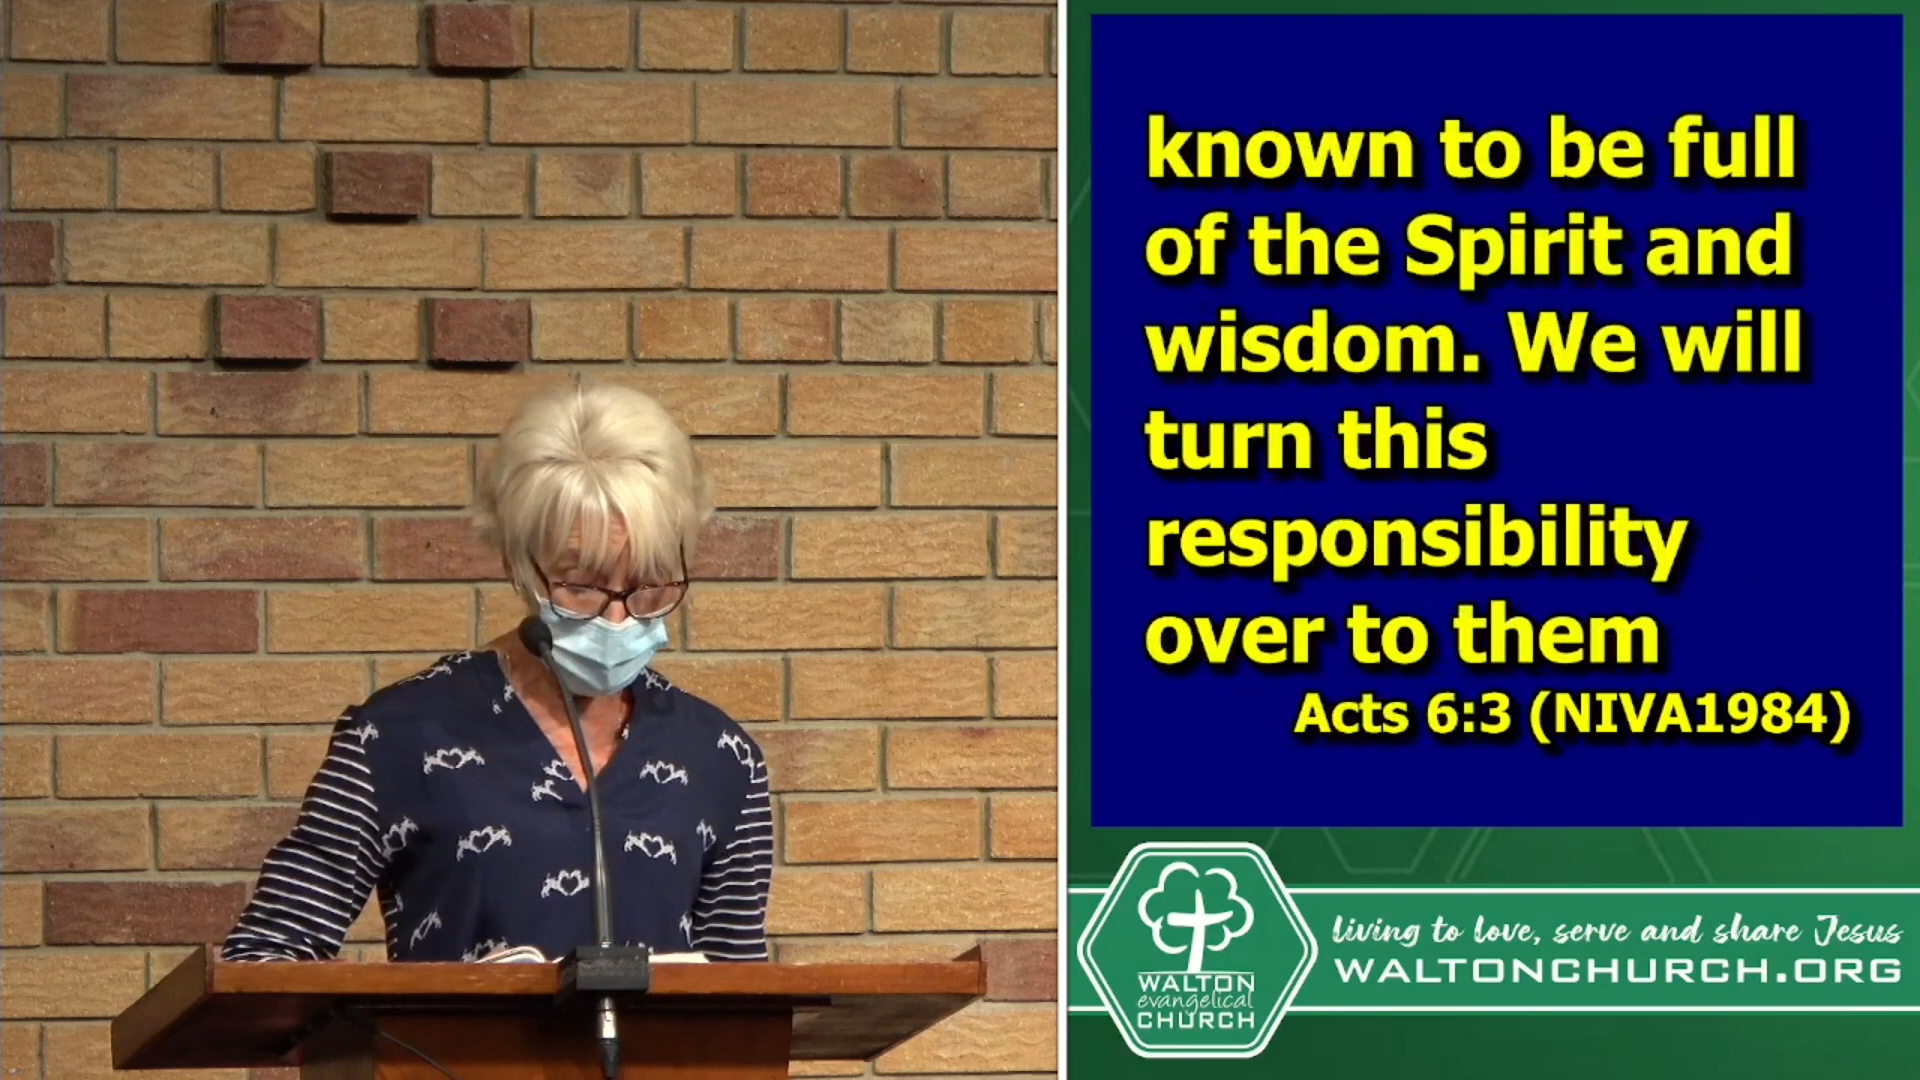 known to be full
of the Spirit and
wisdom. We will
turn this
responsibility
over to them
Acts 6:3 (NIVA1984)
living to love, serve and share Jesus
WALTONCHURCH.ORG
WALTON
evangelical
CHURCH